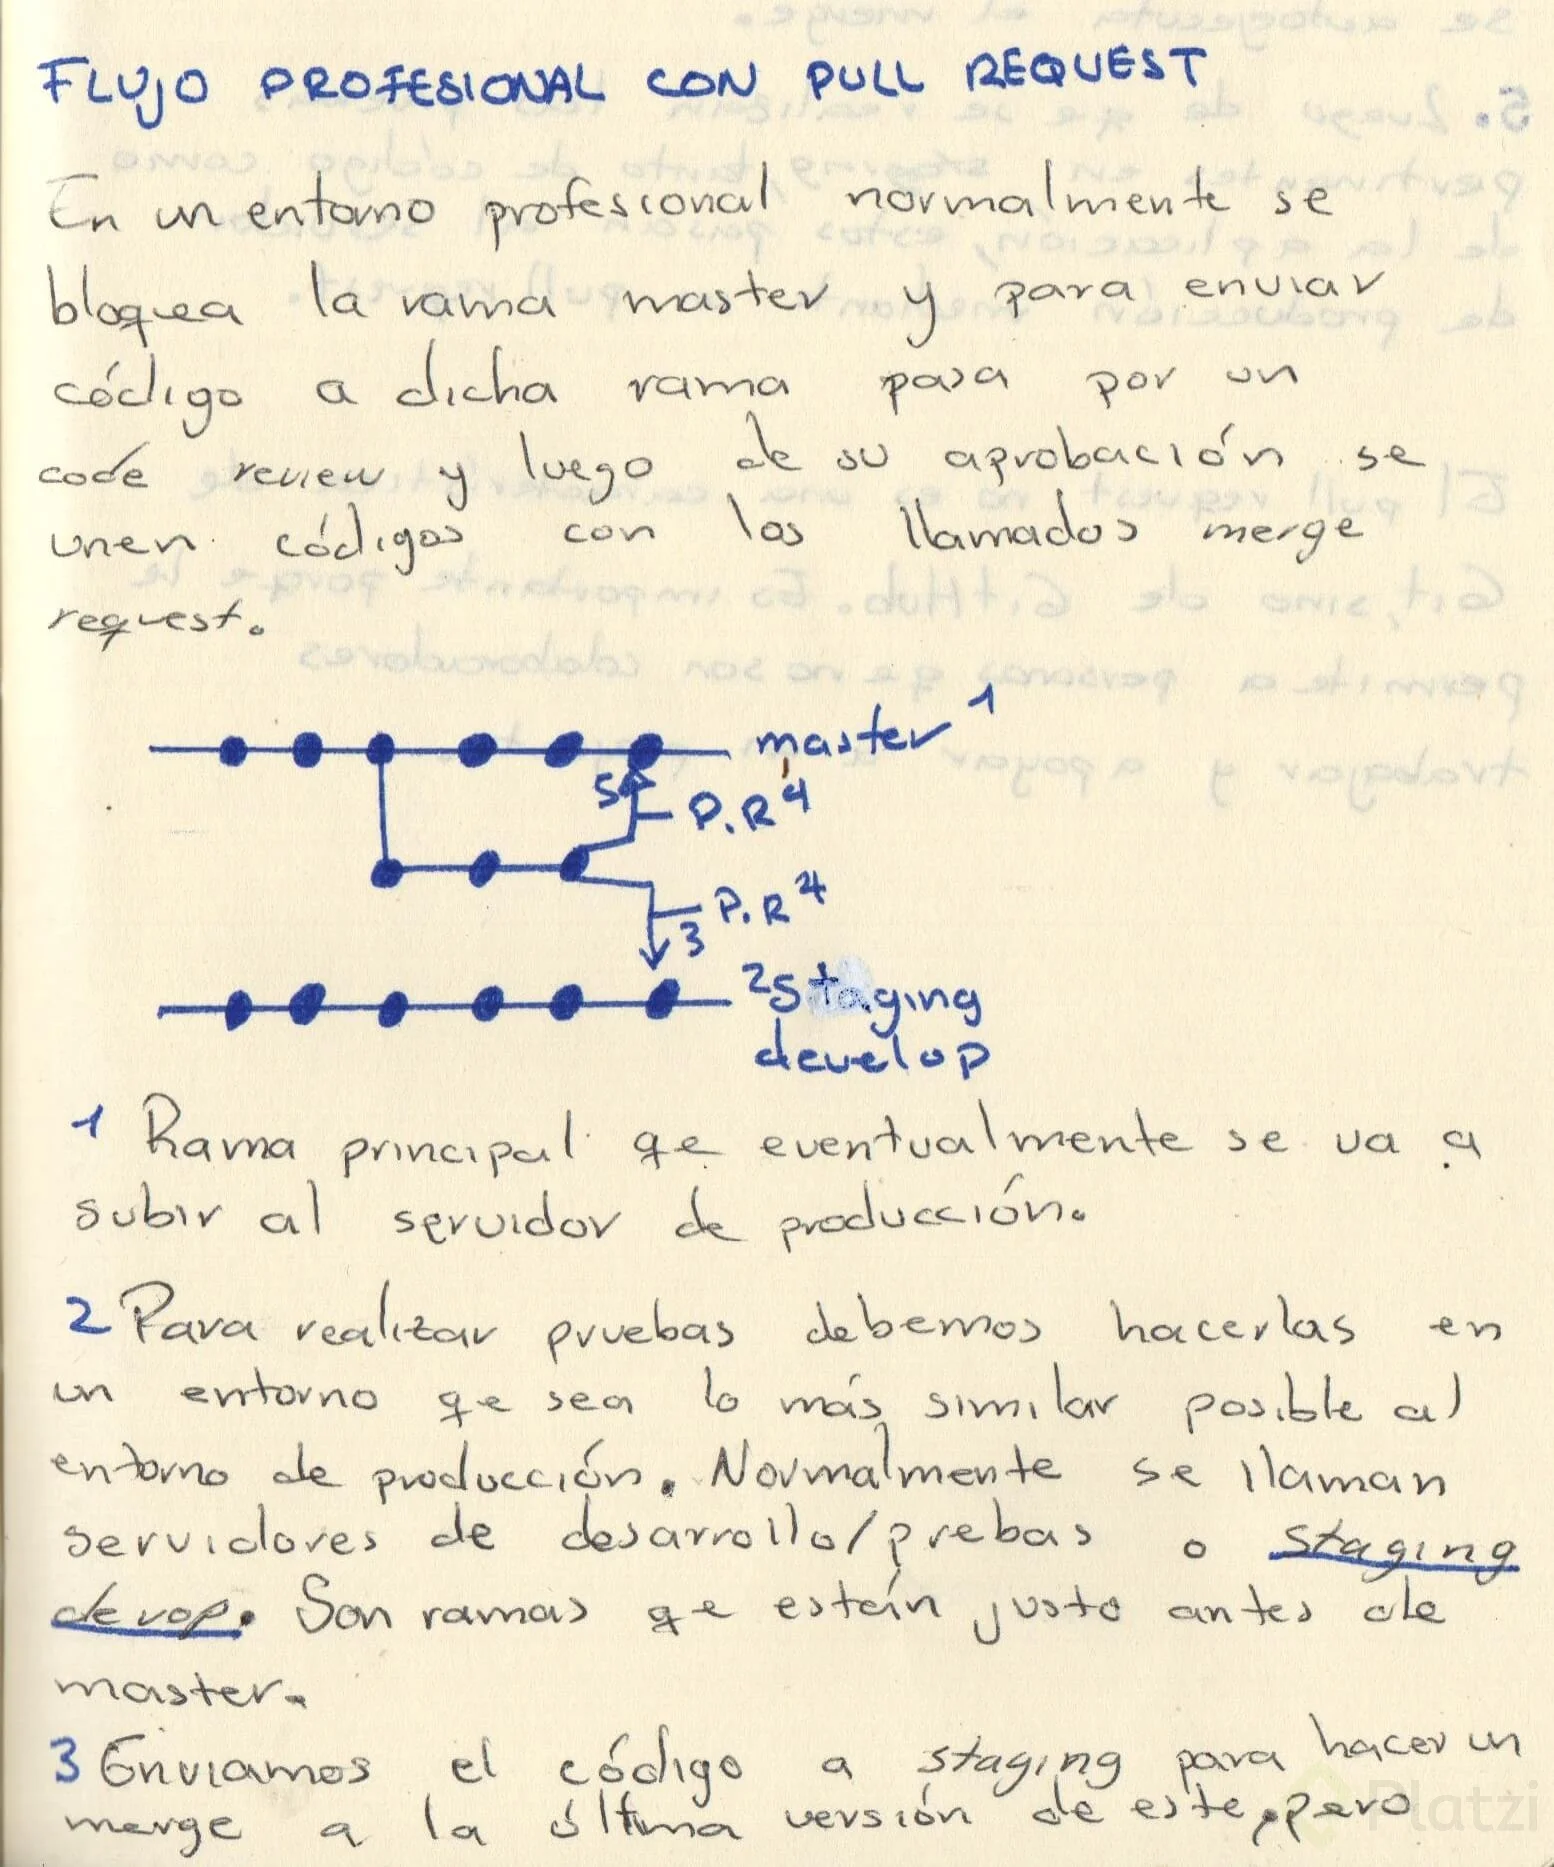 FLUJO PROFESIONAL CON PULL REQUEST
En un entorno profesional normalmente se
bloquea la rama master y para enviar
código a dicha rama pasa por un
code review y luego de su aprobación se
unen códigos con los llamados merge
request.
master 1
5
P.R 4
P.R 4
3
2 Staging
develop
1 Rama principal qe eventualmente se va a
subir al servidor de producción.
2 Para realizar pruebas debemos hacerlas en
un entorno qe sea lo más similar posible al
entorno de producción. Normalmente se llaman
servidores de desarrollo/prebas o staging
devop. Son ramas qe están justo antes de
master.
3 Enviamos el código a staging para hacer un
merge a la última versión de este, pero
Platzi